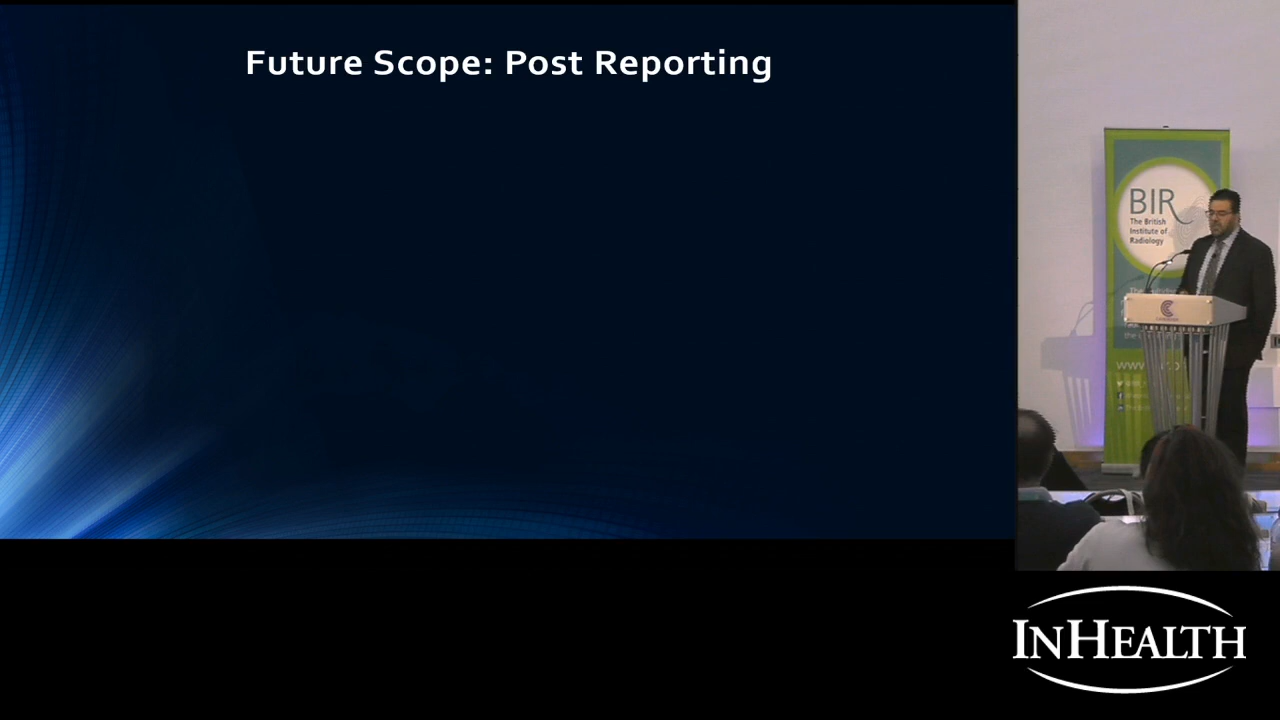 Future Scope: Post Reporting
BIR
The British
Institute of
Radiology
INHEALTH